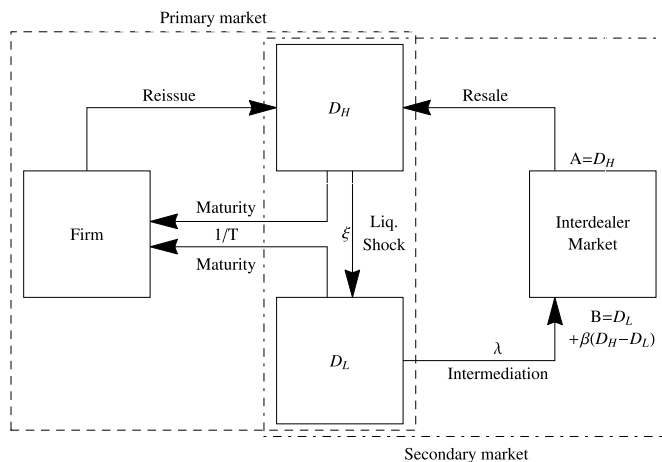 Primary market
Reissue
D_H
Resale
A=D_H
Firm
Maturity
1/T
Maturity
ξ
Liq.
Shock
Interdealer
Market
B=D_L
+β(D_H−D_L)
D_L
λ
Intermediation
Secondary market